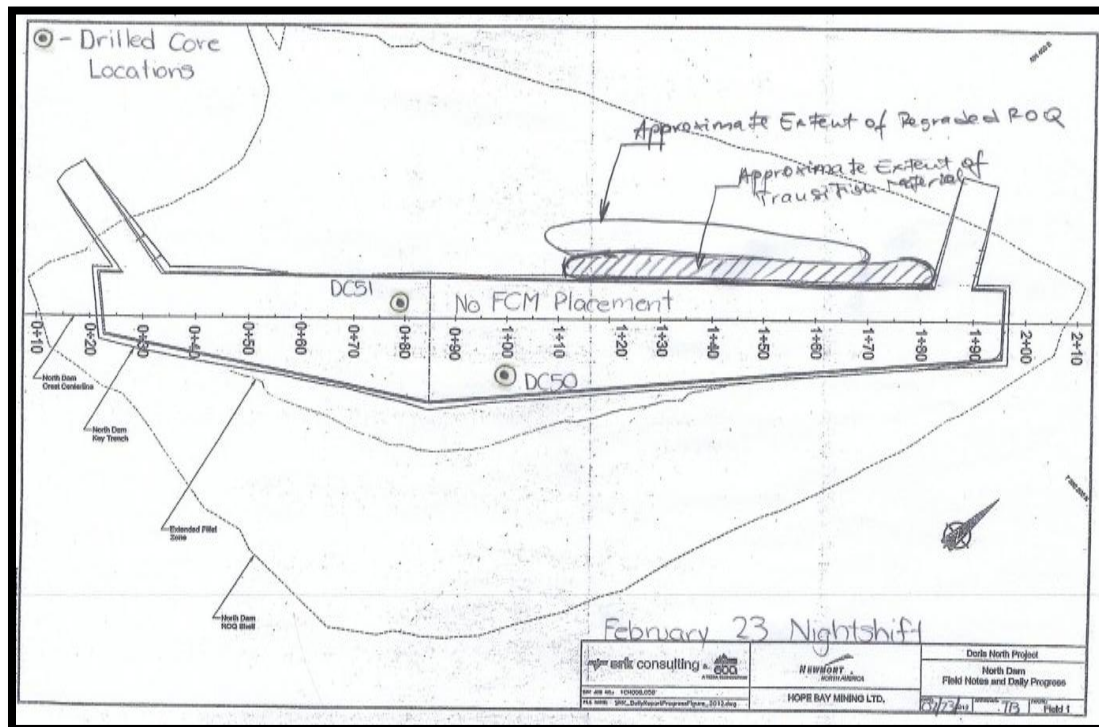 - Drilled Core
Locations
Approximate Extent of Regraded ROQ
Approximate Extent of
Transition Material
DC51
No FCM Placement
0+10
0+20
0+30
0+40
0+50
0+60
0+70
0+80
0+90
1+00
1+10
1+20
1+30
1+40
1+50
1+60
1+70
1+80
1+90
2+00
2+10
DC50
North Dam
Crest Centerline
North Dam
Key Trench
Extended Fillet
Zone
North Dam
ROQ Shell
February 23 Nightshift
srk consulting &
NEWMONT
NORTH AMERICA
HOPE BAY MINING LTD.
Doris North Project
North Dam
Field Notes and Daily Progress
Field 1